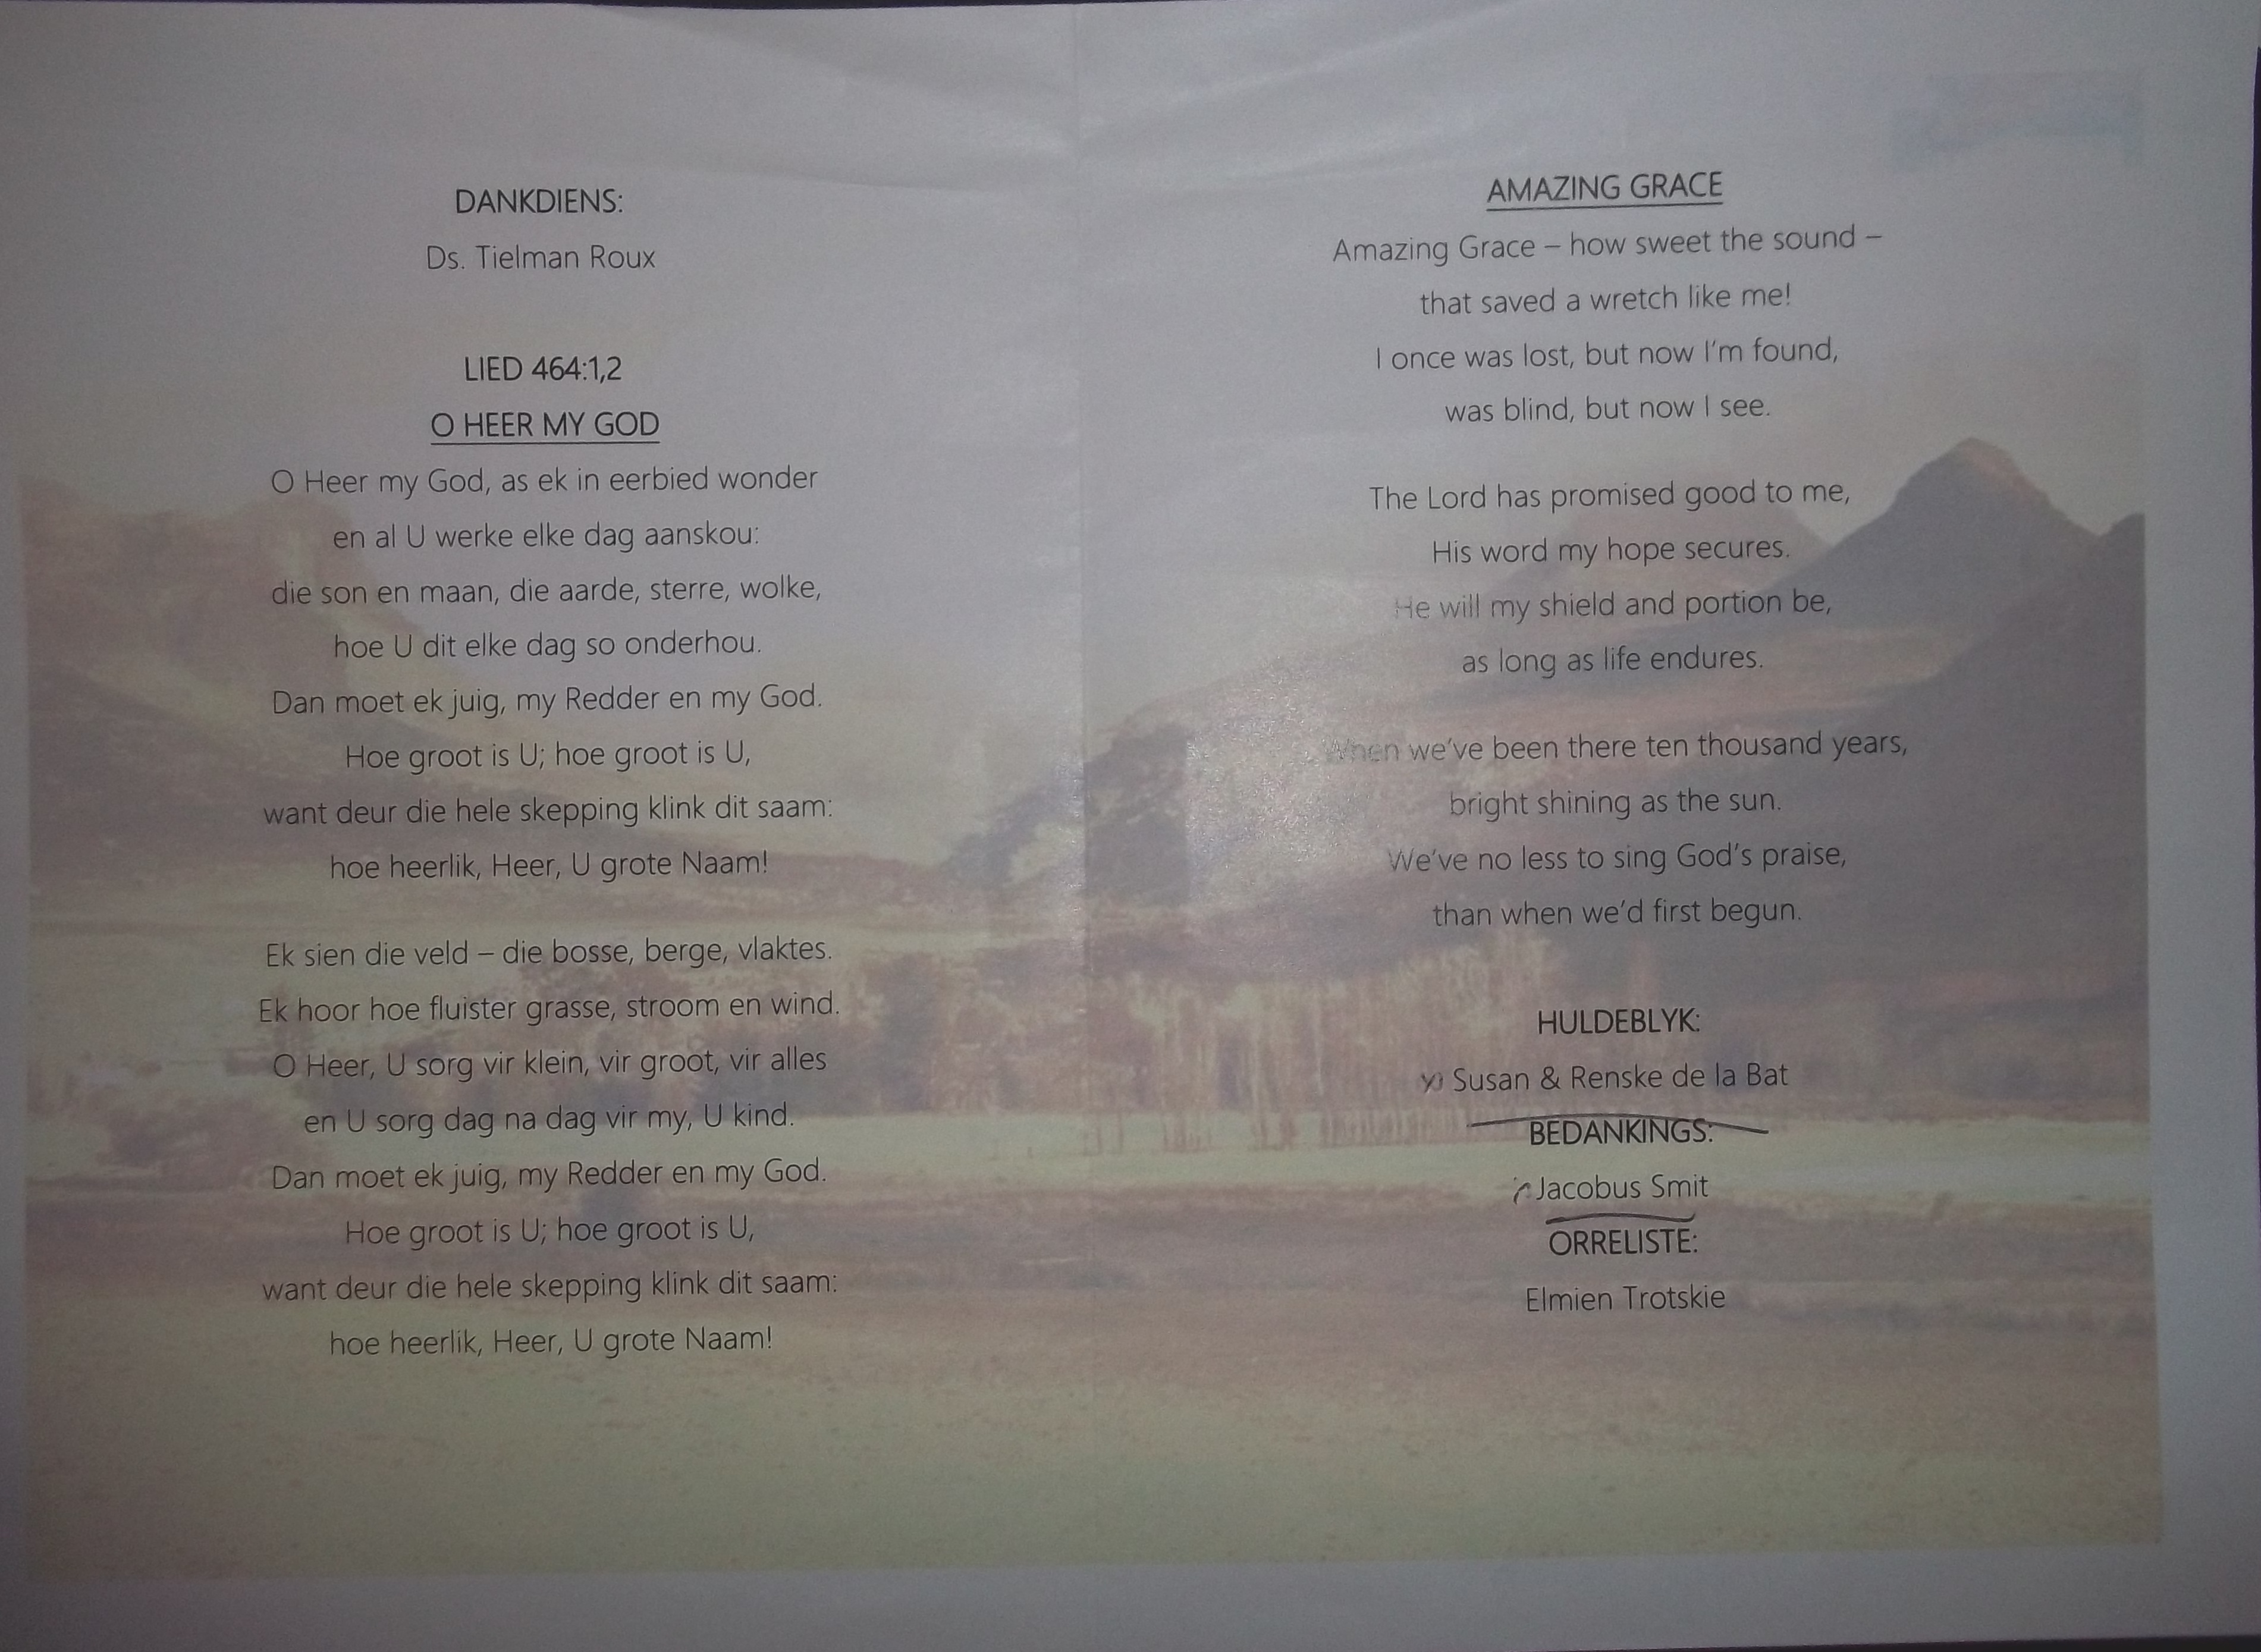 DANKDIENS:
Ds. Tielman Roux
LIED 464:1,2
O HEER MY GOD
O Heer my God, as ek in eerbied wonder
en al U werke elke dag aanskou:
die son en maan, die aarde, sterre, wolke,
hoe U dit elke dag so onderhou.
Dan moet ek juig, my Redder en my God.
Hoe groot is U; hoe groot is U,
want deur die hele skepping klink dit saam:
hoe heerlik, Heer, U grote Naam!
Ek sien die veld – die bosse, berge, vlaktes.
Ek hoor hoe fluister grasse, stroom en wind.
O Heer, U sorg vir klein, vir groot, vir alles
en U sorg dag na dag vir my, U kind.
Dan moet ek juig, my Redder en my God.
Hoe groot is U; hoe groot is U,
want deur die hele skepping klink dit saam:
hoe heerlik, Heer, U grote Naam!
AMAZING GRACE
Amazing Grace – how sweet the sound –
that saved a wretch like me!
I once was lost, but now I'm found,
was blind, but now I see.
The Lord has promised good to me,
His word my hope secures.
He will my shield and portion be,
as long as life endures.
When we've been there ten thousand years,
bright shining as the sun.
We've no less to sing God's praise,
than when we'd first begun.
HULDEBLYK:
Susan & Renske de la Bat
BEDANKINGS:
Jacobus Smit
ORRELISTE:
Elmien Trotskie